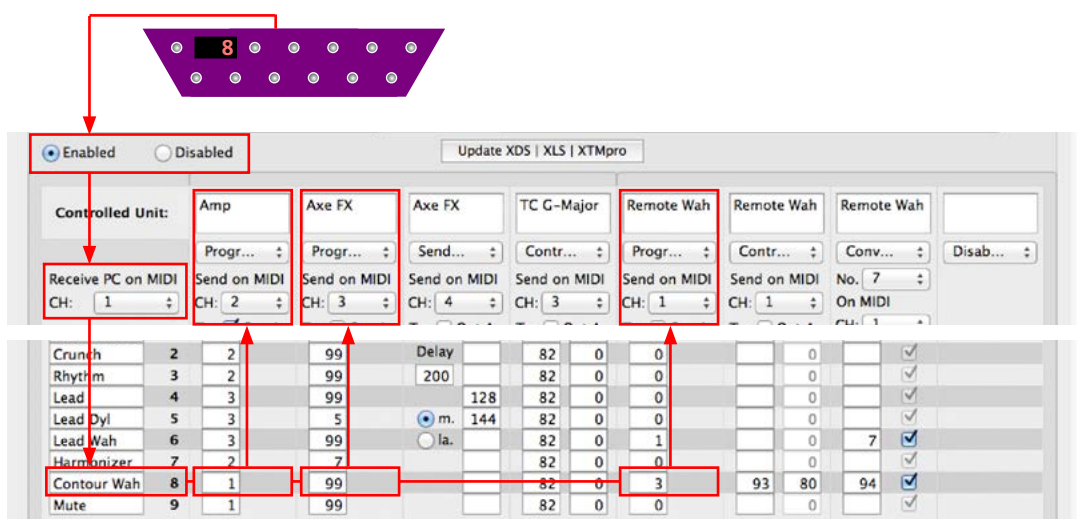 8
Enabled Disabled Update XDS | XLS | XTMpro
Controlled Unit: Amp Axe FX Axe FX TC G-Major Remote Wah Remote Wah Remote Wah
Progr... Progr... Send... Contr... Progr... Contr... Conv... Disab...
Receive PC on MIDI Send on MIDI Send on MIDI Send on MIDI Send on MIDI Send on MIDI Send on MIDI No. 7
CH: 1 CH: 2 CH: 3 CH: 4 CH: 3 CH: 1 CH: 1 On MIDI
CH: 1
Crunch 2 2 99 Delay 82 0 0 0
Rhythm 3 2 99 200 82 0 0 0
Lead 4 3 99 128 82 0 0 0
Lead Dyl 5 3 5 m. 144 82 0 0 0
Lead Wah 6 3 99 la. 82 0 1 0 7
Harmonizer 7 2 7 82 0 0 0
Contour Wah 8 1 99 82 0 3 93 80 94
Mute 9 1 99 82 0 0 0